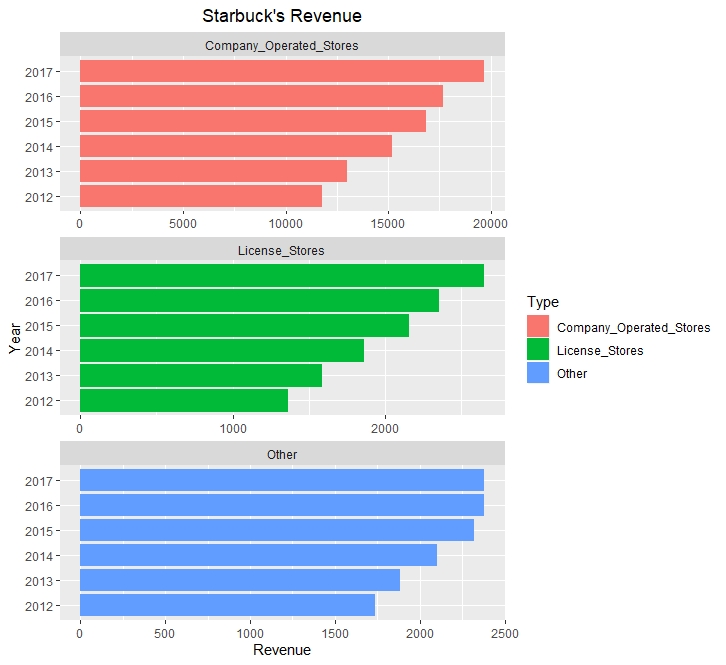 Starbuck's Revenue
Company_Operated_Stores
2017
2016
2015
2014
2013
2012
0 5000 10000 15000 20000
License_Stores
2017
2016
2015
2014
2013
2012
0 1000 2000
Year
Other
2017
2016
2015
2014
2013
2012
0 500 1000 1500 2000 2500
Revenue
Type
Company_Operated_Stores
License_Stores
Other